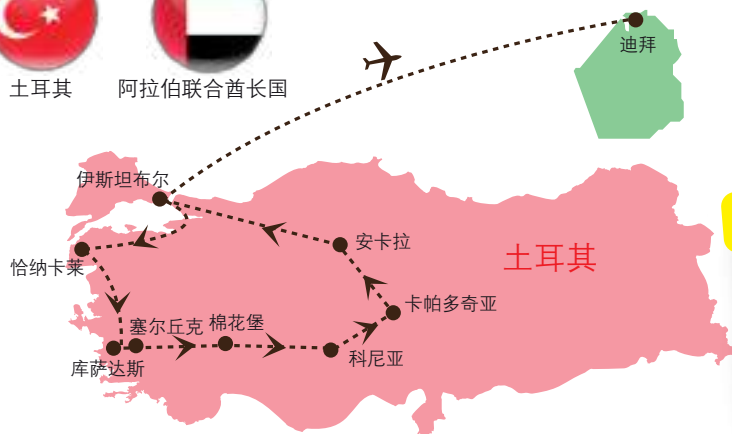 土耳其
阿拉伯联合酋长国
迪拜
伊斯坦布尔
安卡拉
土耳其
恰纳卡莱
卡帕多奇亚
塞尔丘克
棉花堡
库萨达斯
科尼亚